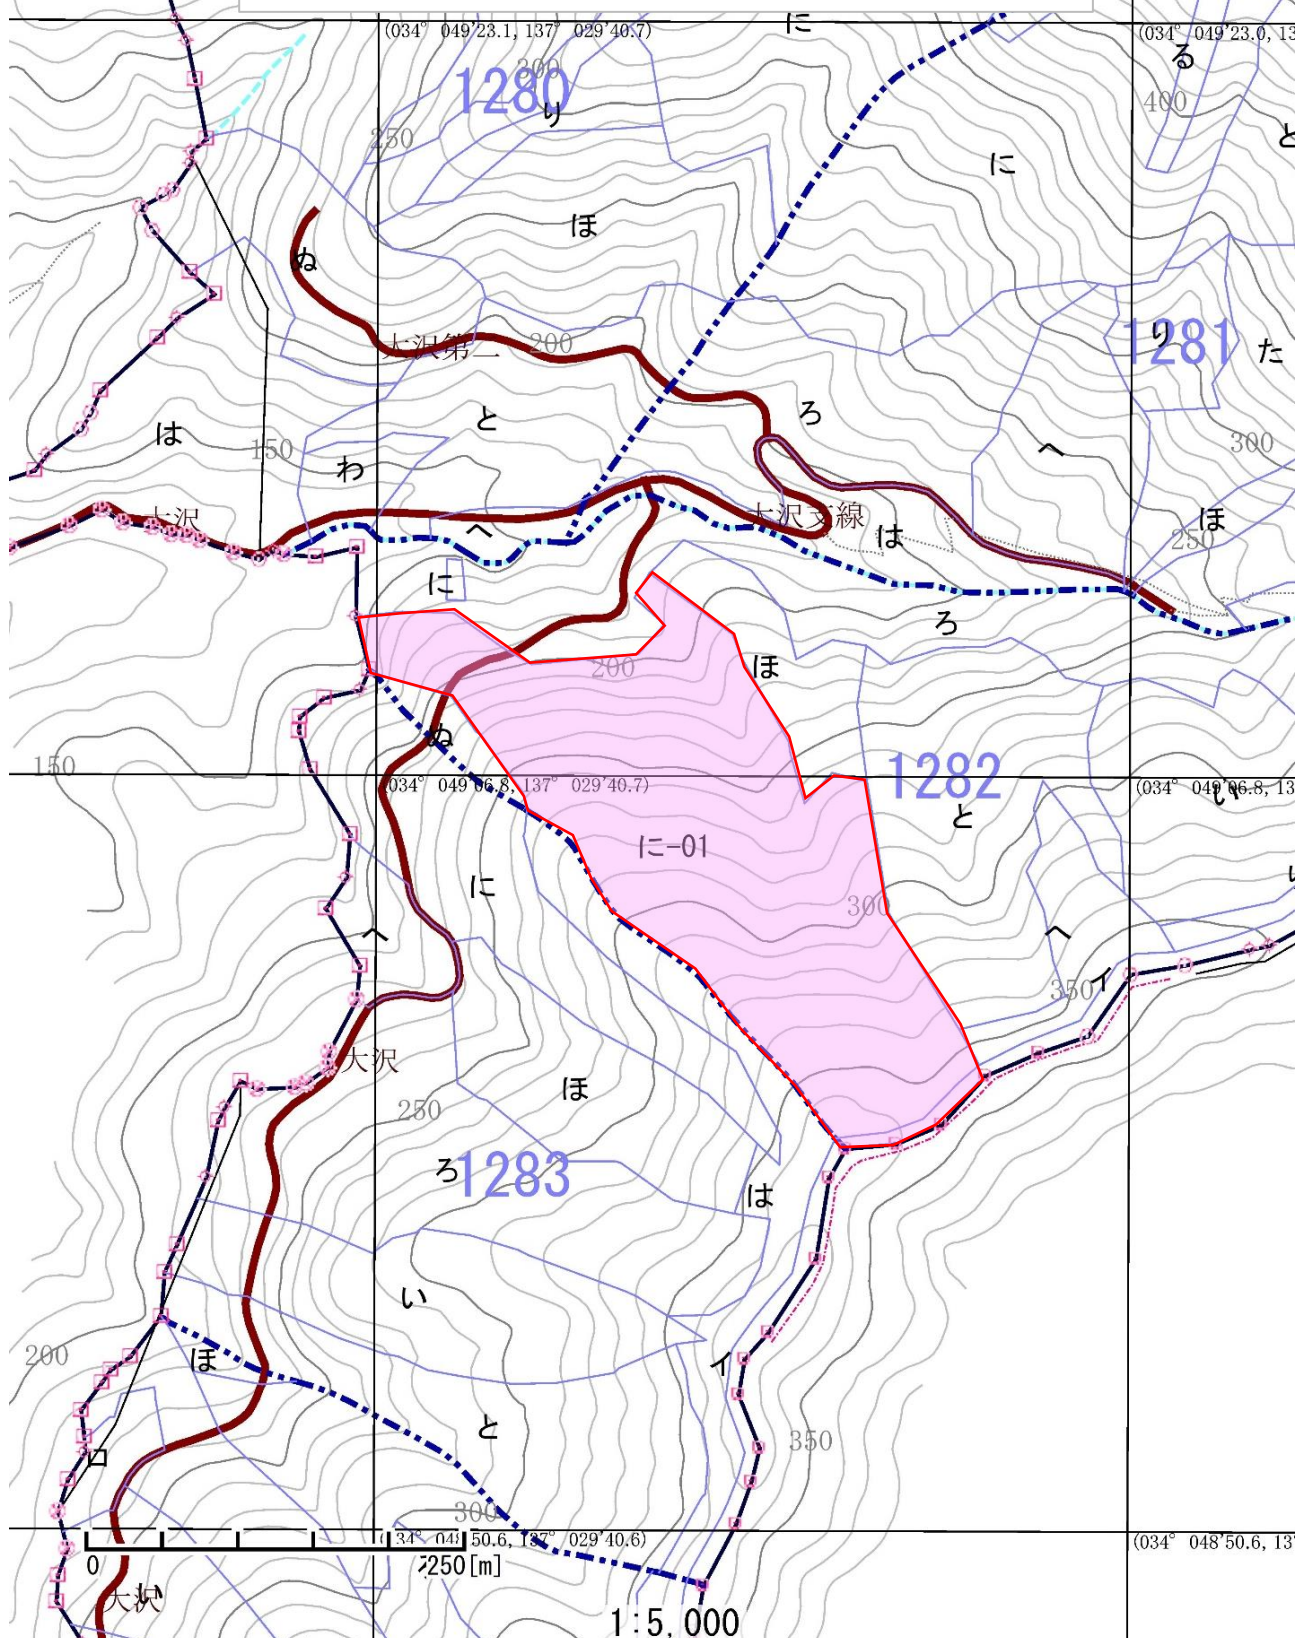 に
(034° 049'23.1, 137° 029'40.7)
(034° 049'23.0, 13
る
300
1280
400
り
250
と
に
ほ
ぬ
1281
り
大沢第二
200
た
と
ろ
は
300
150
へ
わ
大沢
大沢支線
ほ
へ
は
250
に
ろ
200
ほ
ぬ
150
1282
(034° 049'06.8, 137° 029'40.7)
(034° 049'06.8, 13
い
と
に-01
に
300
へ
へ
イ
350
大沢
ほ
250
ろ
1283
は
い
200
ほ
イ
と
350
ロ
300
(034° 048'50.6, 137° 029'40.6)
(034° 048'50.6, 13
0
250[m]
大沢
い
1:5,000